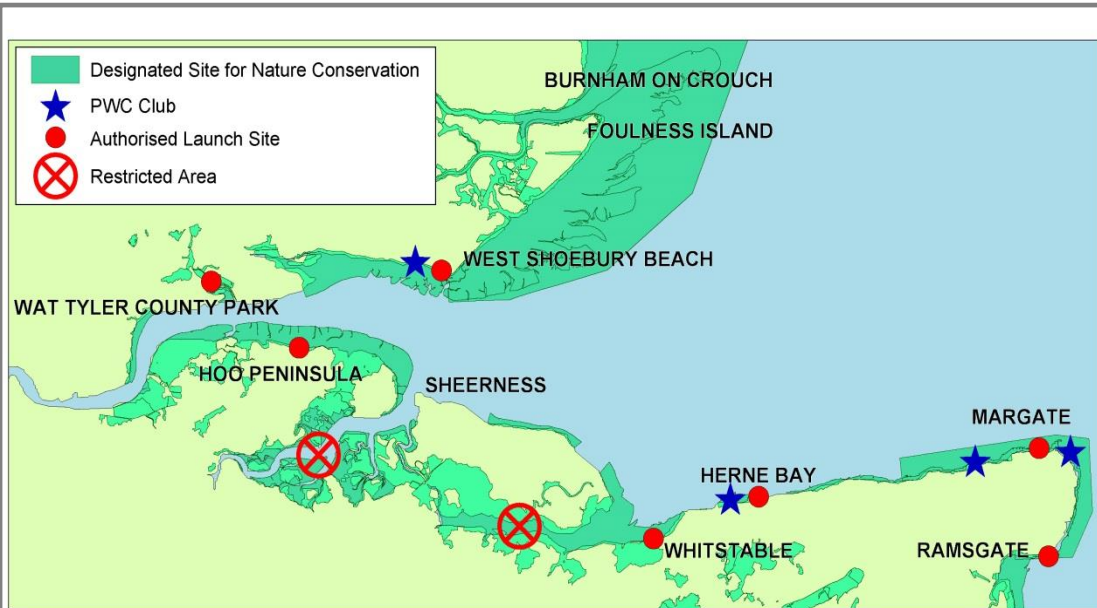 Designated Site for Nature Conservation
PWC Club
Authorised Launch Site
Restricted Area
BURNHAM ON CROUCH
FOULNESS ISLAND
WEST SHOEBURY BEACH
WAT TYLER COUNTY PARK
HOO PENINSULA
SHEERNESS
MARGATE
HERNE BAY
WHITSTABLE
RAMSGATE